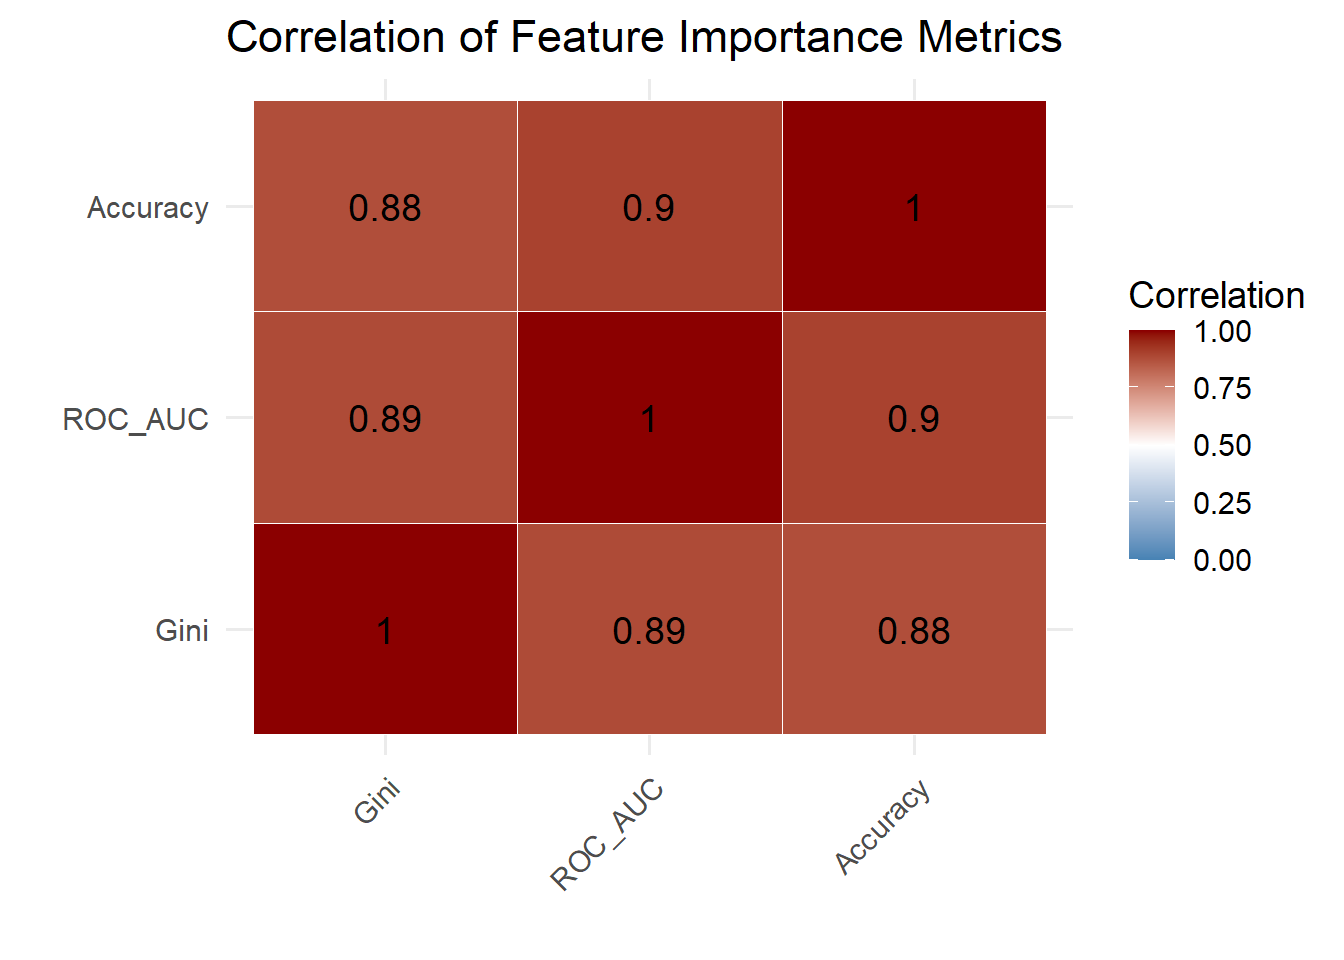 Correlation of Feature Importance Metrics
Accuracy
0.88
0.9
1
ROC_AUC
0.89
1
0.9
Gini
1
0.89
0.88
Gini
ROC_AUC
Accuracy
Correlation
1.00
0.75
0.50
0.25
0.00